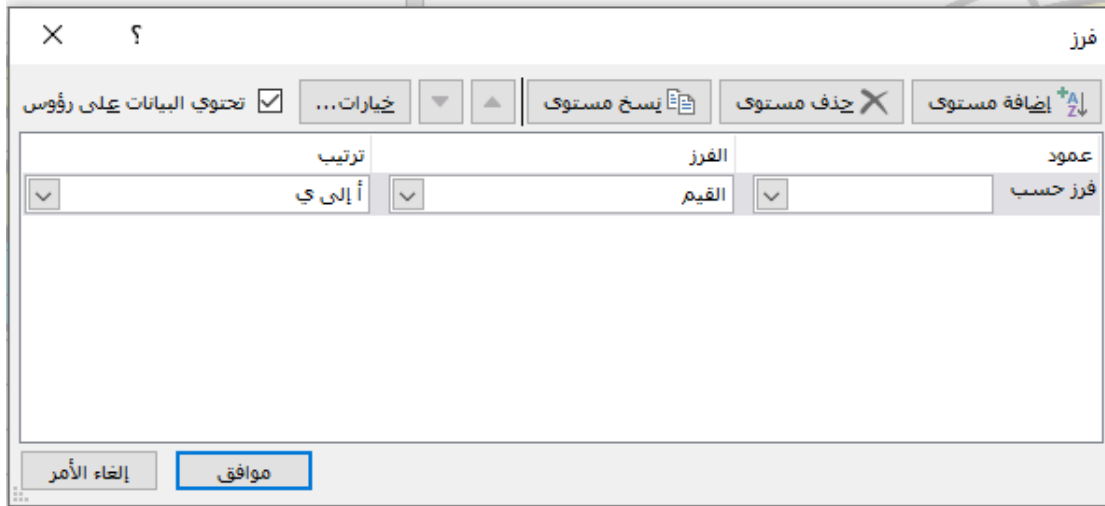 فرز ؟
إضافة مستوى حذف مستوى نسخ مستوى خيارات... تحتوي البيانات على رؤوس
عمود الفرز ترتيب
فرز حسب القيم أ إلى ي
موافق إلغاء الأمر